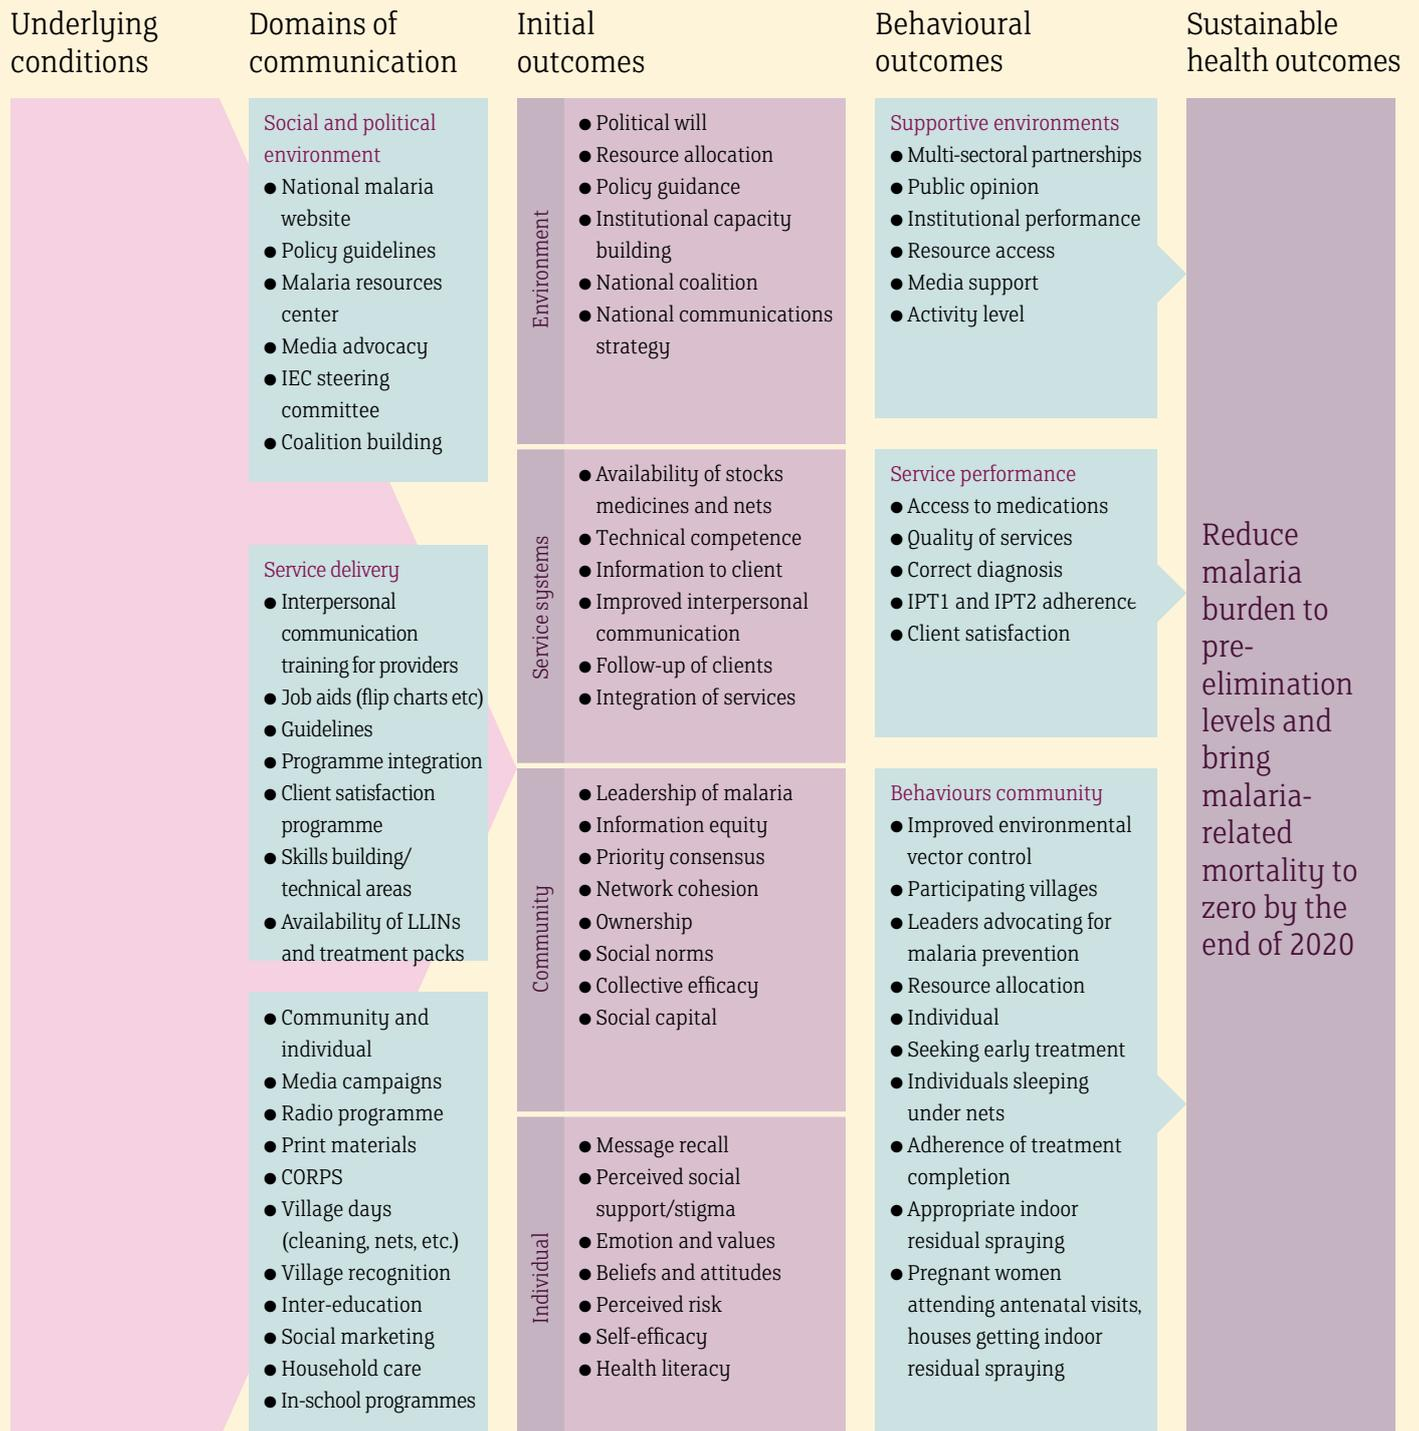 Underlying
conditions
Domains of
communication
Initial
outcomes
Behavioural
outcomes
Sustainable
health outcomes
Social and political
environment
● National malaria
website
● Policy guidelines
● Malaria resources
center
● Media advocacy
● IEC steering
committee
● Coalition building
Service delivery
● Interpersonal
communication
training for providers
● Job aids (flip charts etc)
● Guidelines
● Programme integration
● Client satisfaction
programme
● Skills building/
technical areas
● Availability of LLINs
and treatment packs
● Community and
individual
● Media campaigns
● Radio programme
● Print materials
● CORPS
● Village days
(cleaning, nets, etc.)
● Village recognition
● Inter-education
● Social marketing
● Household care
● In-school programmes
Environment
● Political will
● Resource allocation
● Policy guidance
● Institutional capacity
building
● National coalition
● National communications
strategy
Service systems
● Availability of stocks
medicines and nets
● Technical competence
● Information to client
● Improved interpersonal
communication
● Follow-up of clients
● Integration of services
Community
● Leadership of malaria
● Information equity
● Priority consensus
● Network cohesion
● Ownership
● Social norms
● Collective efficacy
● Social capital
Individual
● Message recall
● Perceived social
support/stigma
● Emotion and values
● Beliefs and attitudes
● Perceived risk
● Self-efficacy
● Health literacy
Supportive environments
● Multi-sectoral partnerships
● Public opinion
● Institutional performance
● Resource access
● Media support
● Activity level
Service performance
● Access to medications
● Quality of services
● Correct diagnosis
● IPT1 and IPT2 adherence
● Client satisfaction
Behaviours community
● Improved environmental
vector control
● Participating villages
● Leaders advocating for
malaria prevention
● Resource allocation
● Individual
● Seeking early treatment
● Individuals sleeping
under nets
● Adherence of treatment
completion
● Appropriate indoor
residual spraying
● Pregnant women
attending antenatal visits,
houses getting indoor
residual spraying
Reduce
malaria
burden to
pre-
elimination
levels and
bring
malaria-
related
mortality to
zero by the
end of 2020